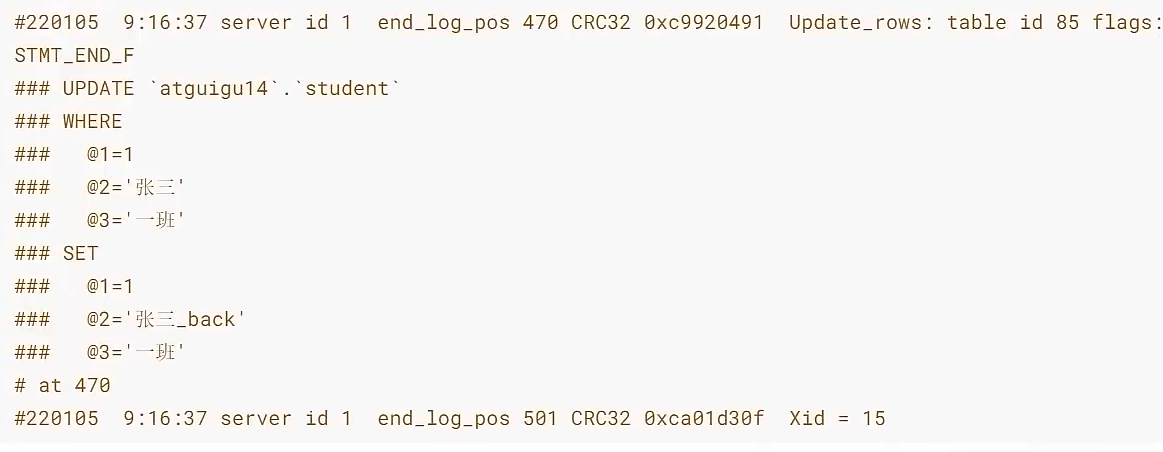 #220105  9:16:37 server id 1  end_log_pos 470 CRC32 0xc9920491  Update_rows: table id 85 flags:
STMT_END_F
### UPDATE `atguigu14`.`student`
### WHERE
###   @1=1
###   @2='张三'
###   @3='一班'
### SET
###   @1=1
###   @2='张三_back'
###   @3='一班'
# at 470
#220105  9:16:37 server id 1  end_log_pos 501 CRC32 0xca01d30f  Xid = 15